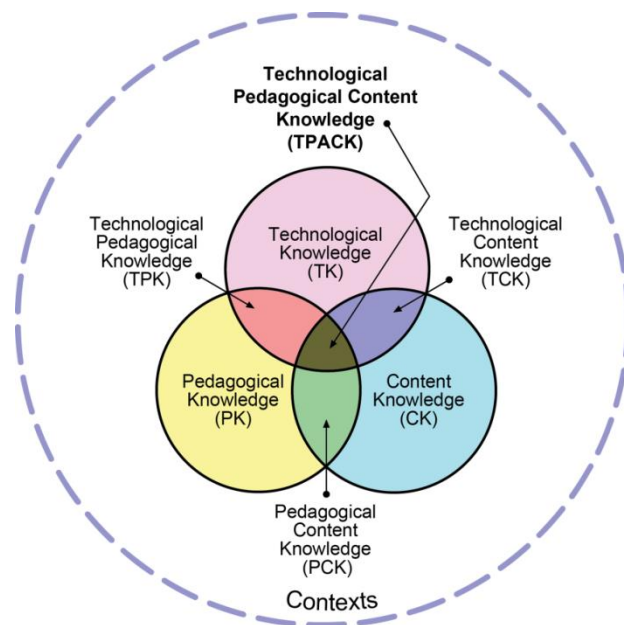 Technological
Pedagogical Content
Knowledge
(TPACK)
Technological
Pedagogical
Knowledge
(TPK)
Technological
Knowledge
(TK)
Technological
Content
Knowledge
(TCK)
Pedagogical
Knowledge
(PK)
Content
Knowledge
(CK)
Pedagogical
Content
Knowledge
(PCK)
Contexts